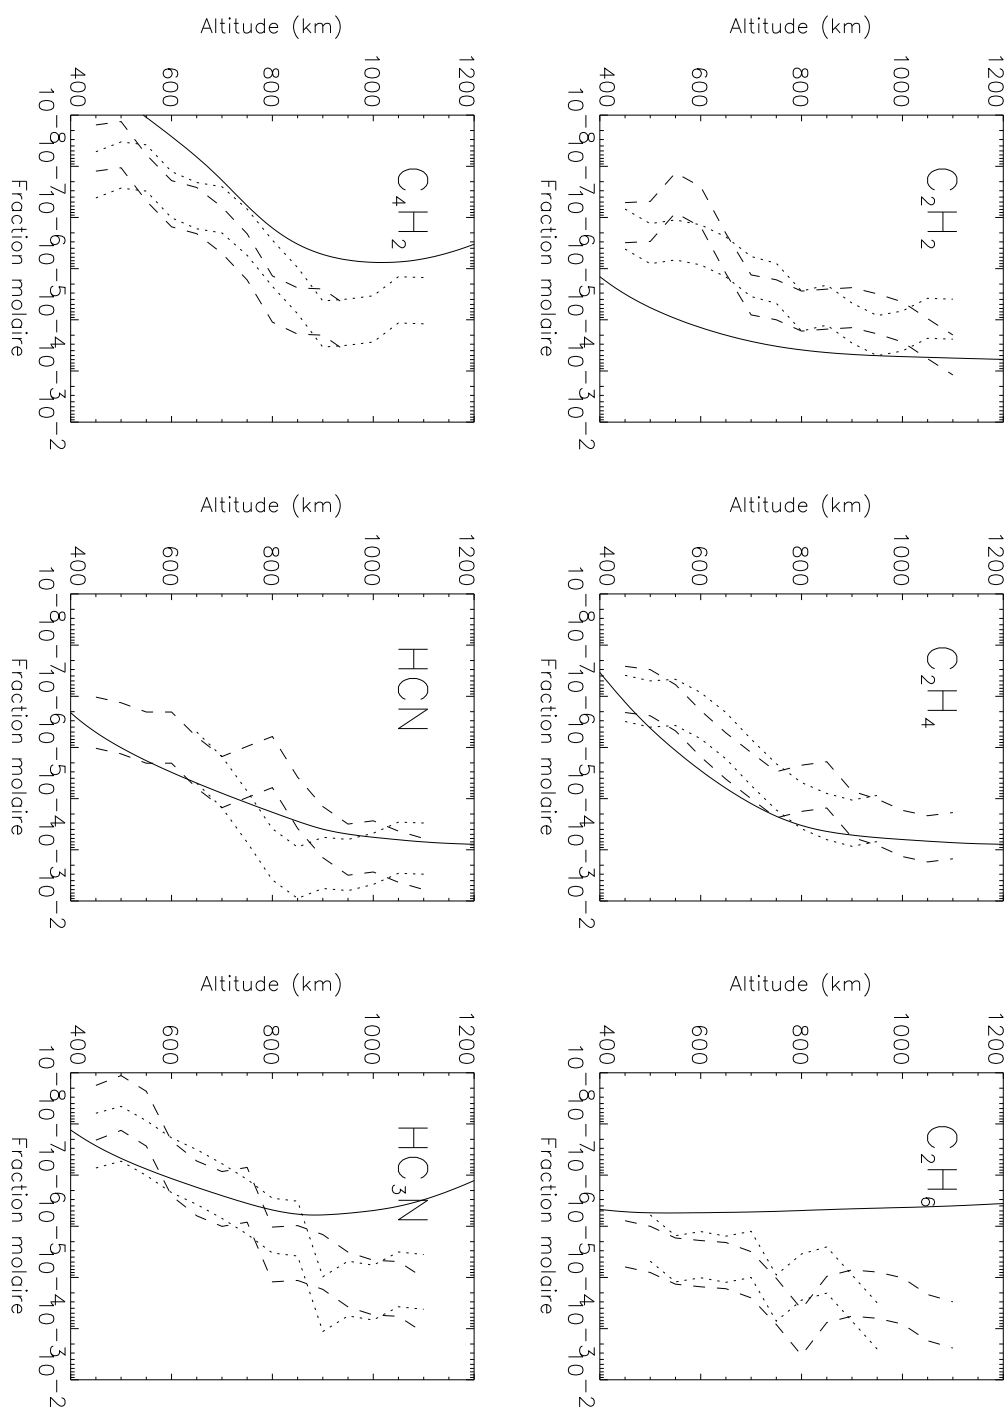 1200
C₂H₂
1000
800
600
400
Altitude (km)
10⁻⁸ 10⁻⁷ 10⁻⁶ 10⁻⁵ 10⁻⁴ 10⁻³ 10⁻²
Fraction molaire
1200
C₂H₄
1000
800
600
400
Altitude (km)
10⁻⁸ 10⁻⁷ 10⁻⁶ 10⁻⁵ 10⁻⁴ 10⁻³ 10⁻²
Fraction molaire
1200
C₂H₆
1000
800
600
400
Altitude (km)
10⁻⁸ 10⁻⁷ 10⁻⁶ 10⁻⁵ 10⁻⁴ 10⁻³ 10⁻²
Fraction molaire
1200
C₄H₂
1000
800
600
400
Altitude (km)
10⁻⁸ 10⁻⁷ 10⁻⁶ 10⁻⁵ 10⁻⁴ 10⁻³ 10⁻²
Fraction molaire
1200
HCN
1000
800
600
400
Altitude (km)
10⁻⁸ 10⁻⁷ 10⁻⁶ 10⁻⁵ 10⁻⁴ 10⁻³ 10⁻²
Fraction molaire
1200
HC₃N
1000
800
600
400
Altitude (km)
10⁻⁸ 10⁻⁷ 10⁻⁶ 10⁻⁵ 10⁻⁴ 10⁻³ 10⁻²
Fraction molaire